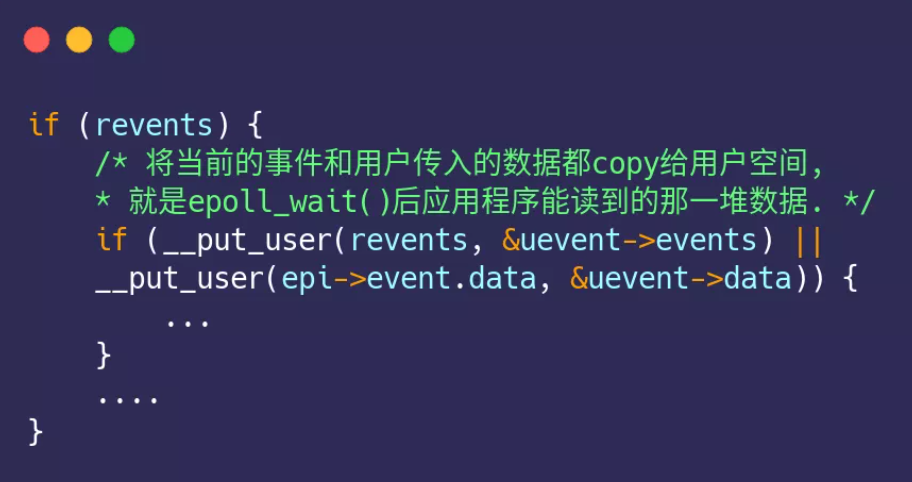 if (revents) {
/* 将当前的事件和用户传入的数据都copy给用户空间,
* 就是epoll_wait()后应用程序能读到的那一堆数据. */
if (__put_user(revents, &uevent->events) ||
__put_user(epi->event.data, &uevent->data)) {
...
}
....
}